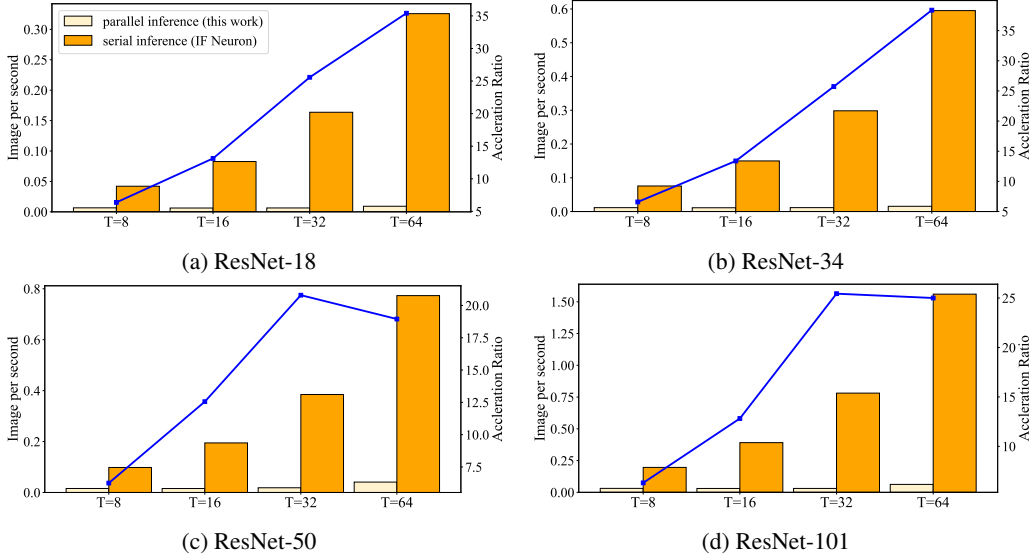 parallel inference (this work)
serial inference (IF Neuron)
Image per second
0.30
0.25
0.20
0.15
0.10
0.05
0.00
T=8 T=16 T=32 T=64
35
30
25
20
15
10
5
Accleration Ratio
(a) ResNet-18
Image per second
0.6
0.5
0.4
0.3
0.2
0.1
0.0
T=8 T=16 T=32 T=64
35
30
25
20
15
10
5
Accleration Ratio
(b) ResNet-34
Image per second
0.8
0.6
0.4
0.2
0.0
T=8 T=16 T=32 T=64
20.0
17.5
15.0
12.5
10.0
7.5
Accleration Ratio
(c) ResNet-50
Image per second
1.50
1.25
1.00
0.75
0.50
0.25
0.00
T=8 T=16 T=32 T=64
25
20
15
10
Accleration Ratio
(d) ResNet-101